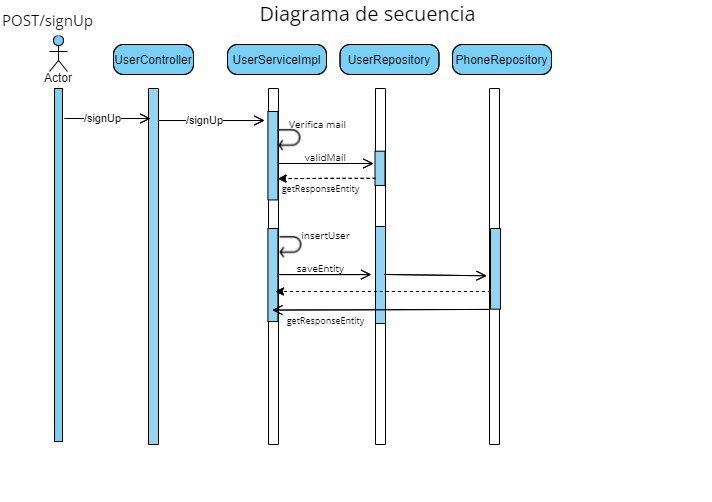 Diagrama de secuencia
POST/signUp
Actor
UserController
UserServiceImpl
UserRepository
PhoneRepository
/signUp
/signUp
Verifica mail
validMail
getResponseEntity
insertUser
saveEntity
getResponseEntity